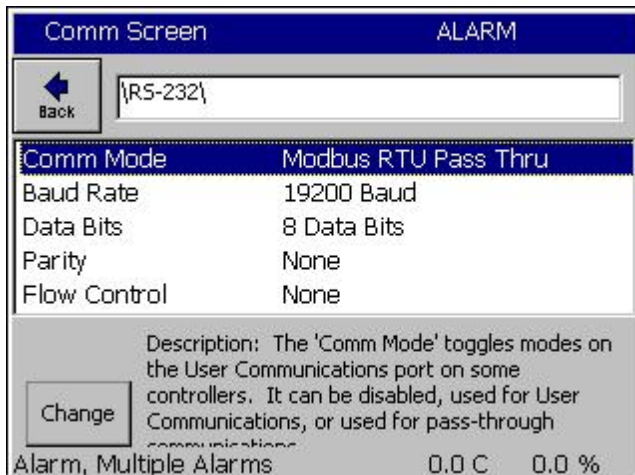 Comm Screen ALARM
Back
\RS-232\
Comm Mode Modbus RTU Pass Thru
Baud Rate 19200 Baud
Data Bits 8 Data Bits
Parity None
Flow Control None
Description: The 'Comm Mode' toggles modes on
the User Communications port on some
controllers. It can be disabled, used for User
Communications, or used for pass-through
communications
Change
Alarm, Multiple Alarms 0.0 C 0.0 %